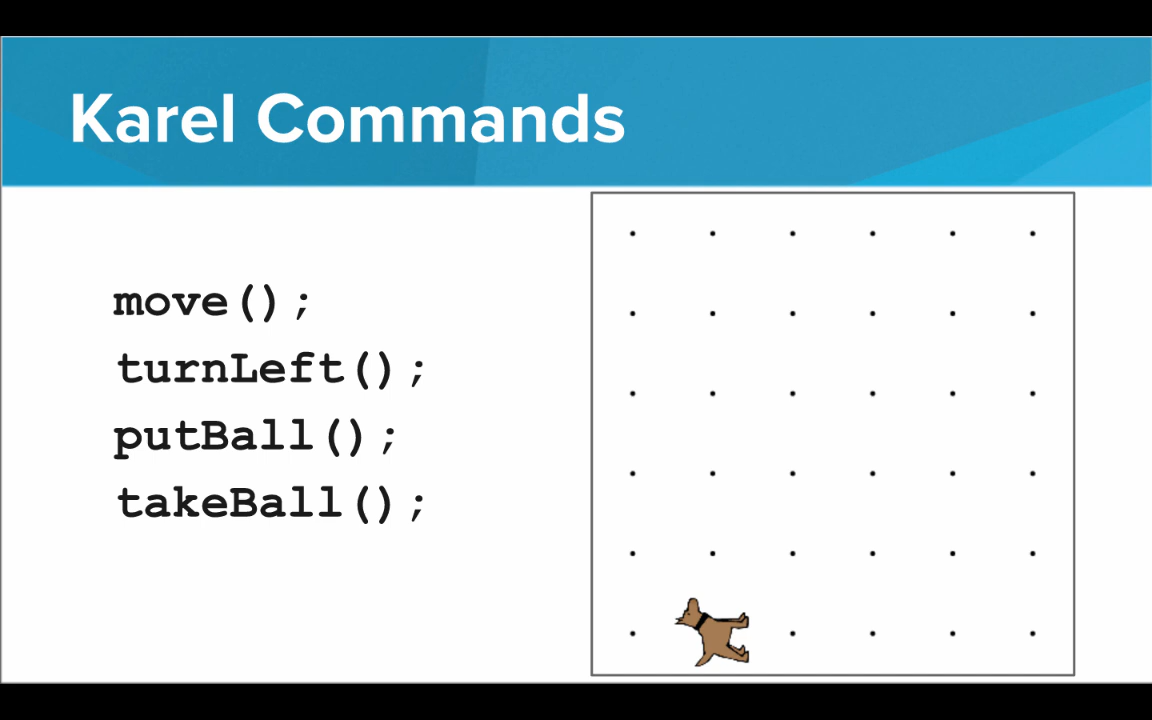 Karel Commands
move();
turnLeft();
putBall();
takeBall();